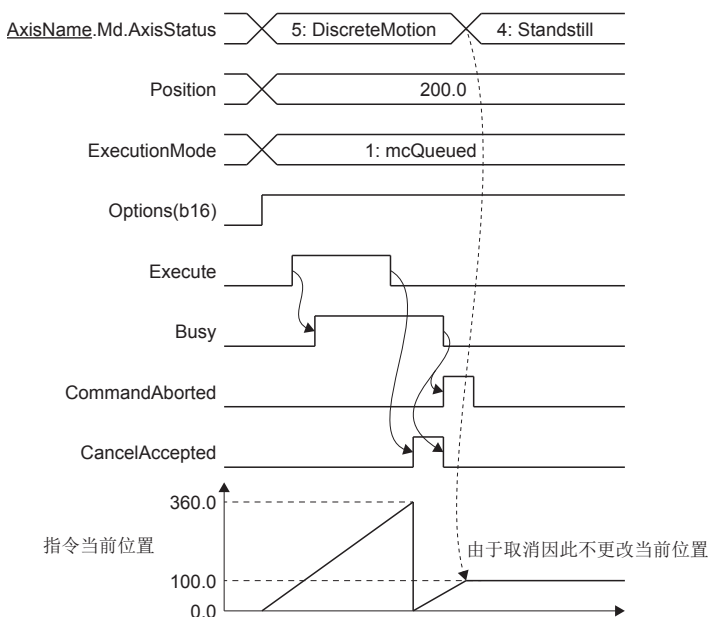 AxisName.Md.AxisStatus 5: DiscreteMotion 4: Standstill
Position 200.0
ExecutionMode 1: mcQueued
Options(b16)
Execute
Busy
CommandAborted
CancelAccepted
360.0
指令当前位置 由于取消因此不更改当前位置
100.0
0.0